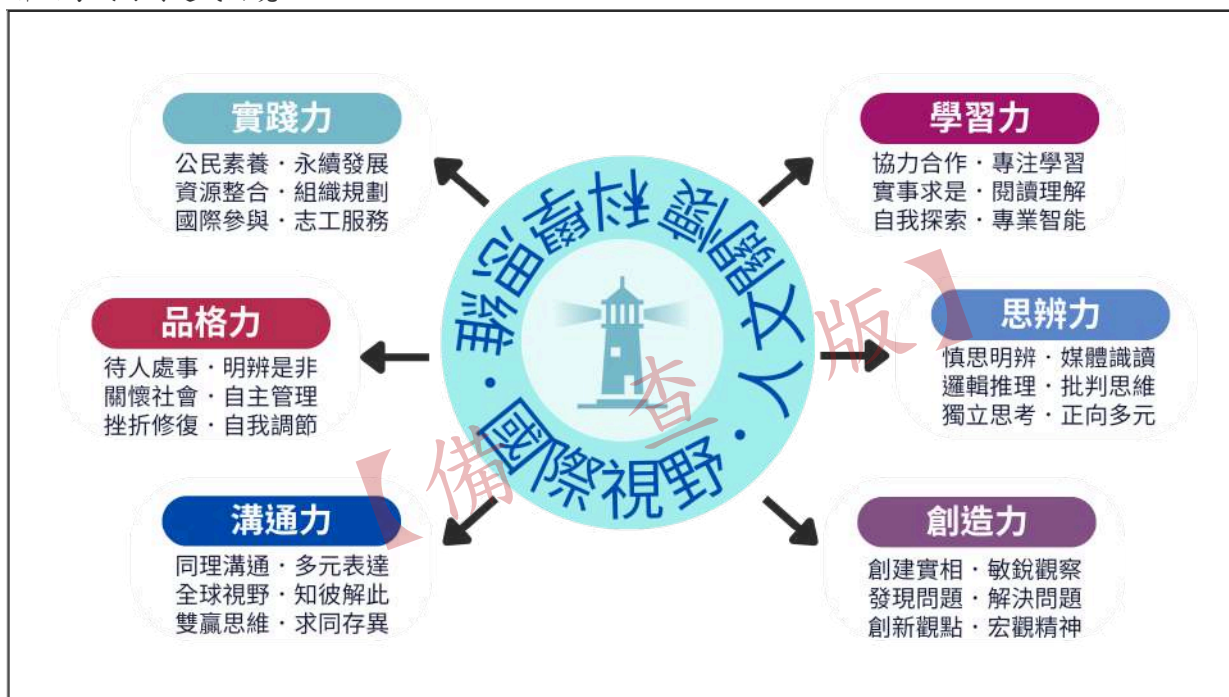 實踐力
公民素養・永續發展
資源整合・組織規劃
國際參與・志工服務
學習力
協力合作・專注學習
實事求是・閱讀理解
自我探索・專業智能
品格力
待人處事・明辨是非
關懷社會・自主管理
挫折修復・自我調節
科學思維・國際視野・人文關懷
思辨力
慎思明辨・媒體識讀
邏輯推理・批判思維
獨立思考・正向多元
溝通力
同理溝通・多元表達
全球視野・知彼解此
雙贏思維・求同存異
創造力
創建實相・敏銳觀察
發現問題・解決問題
創新觀點・宏觀精神
【備查版】